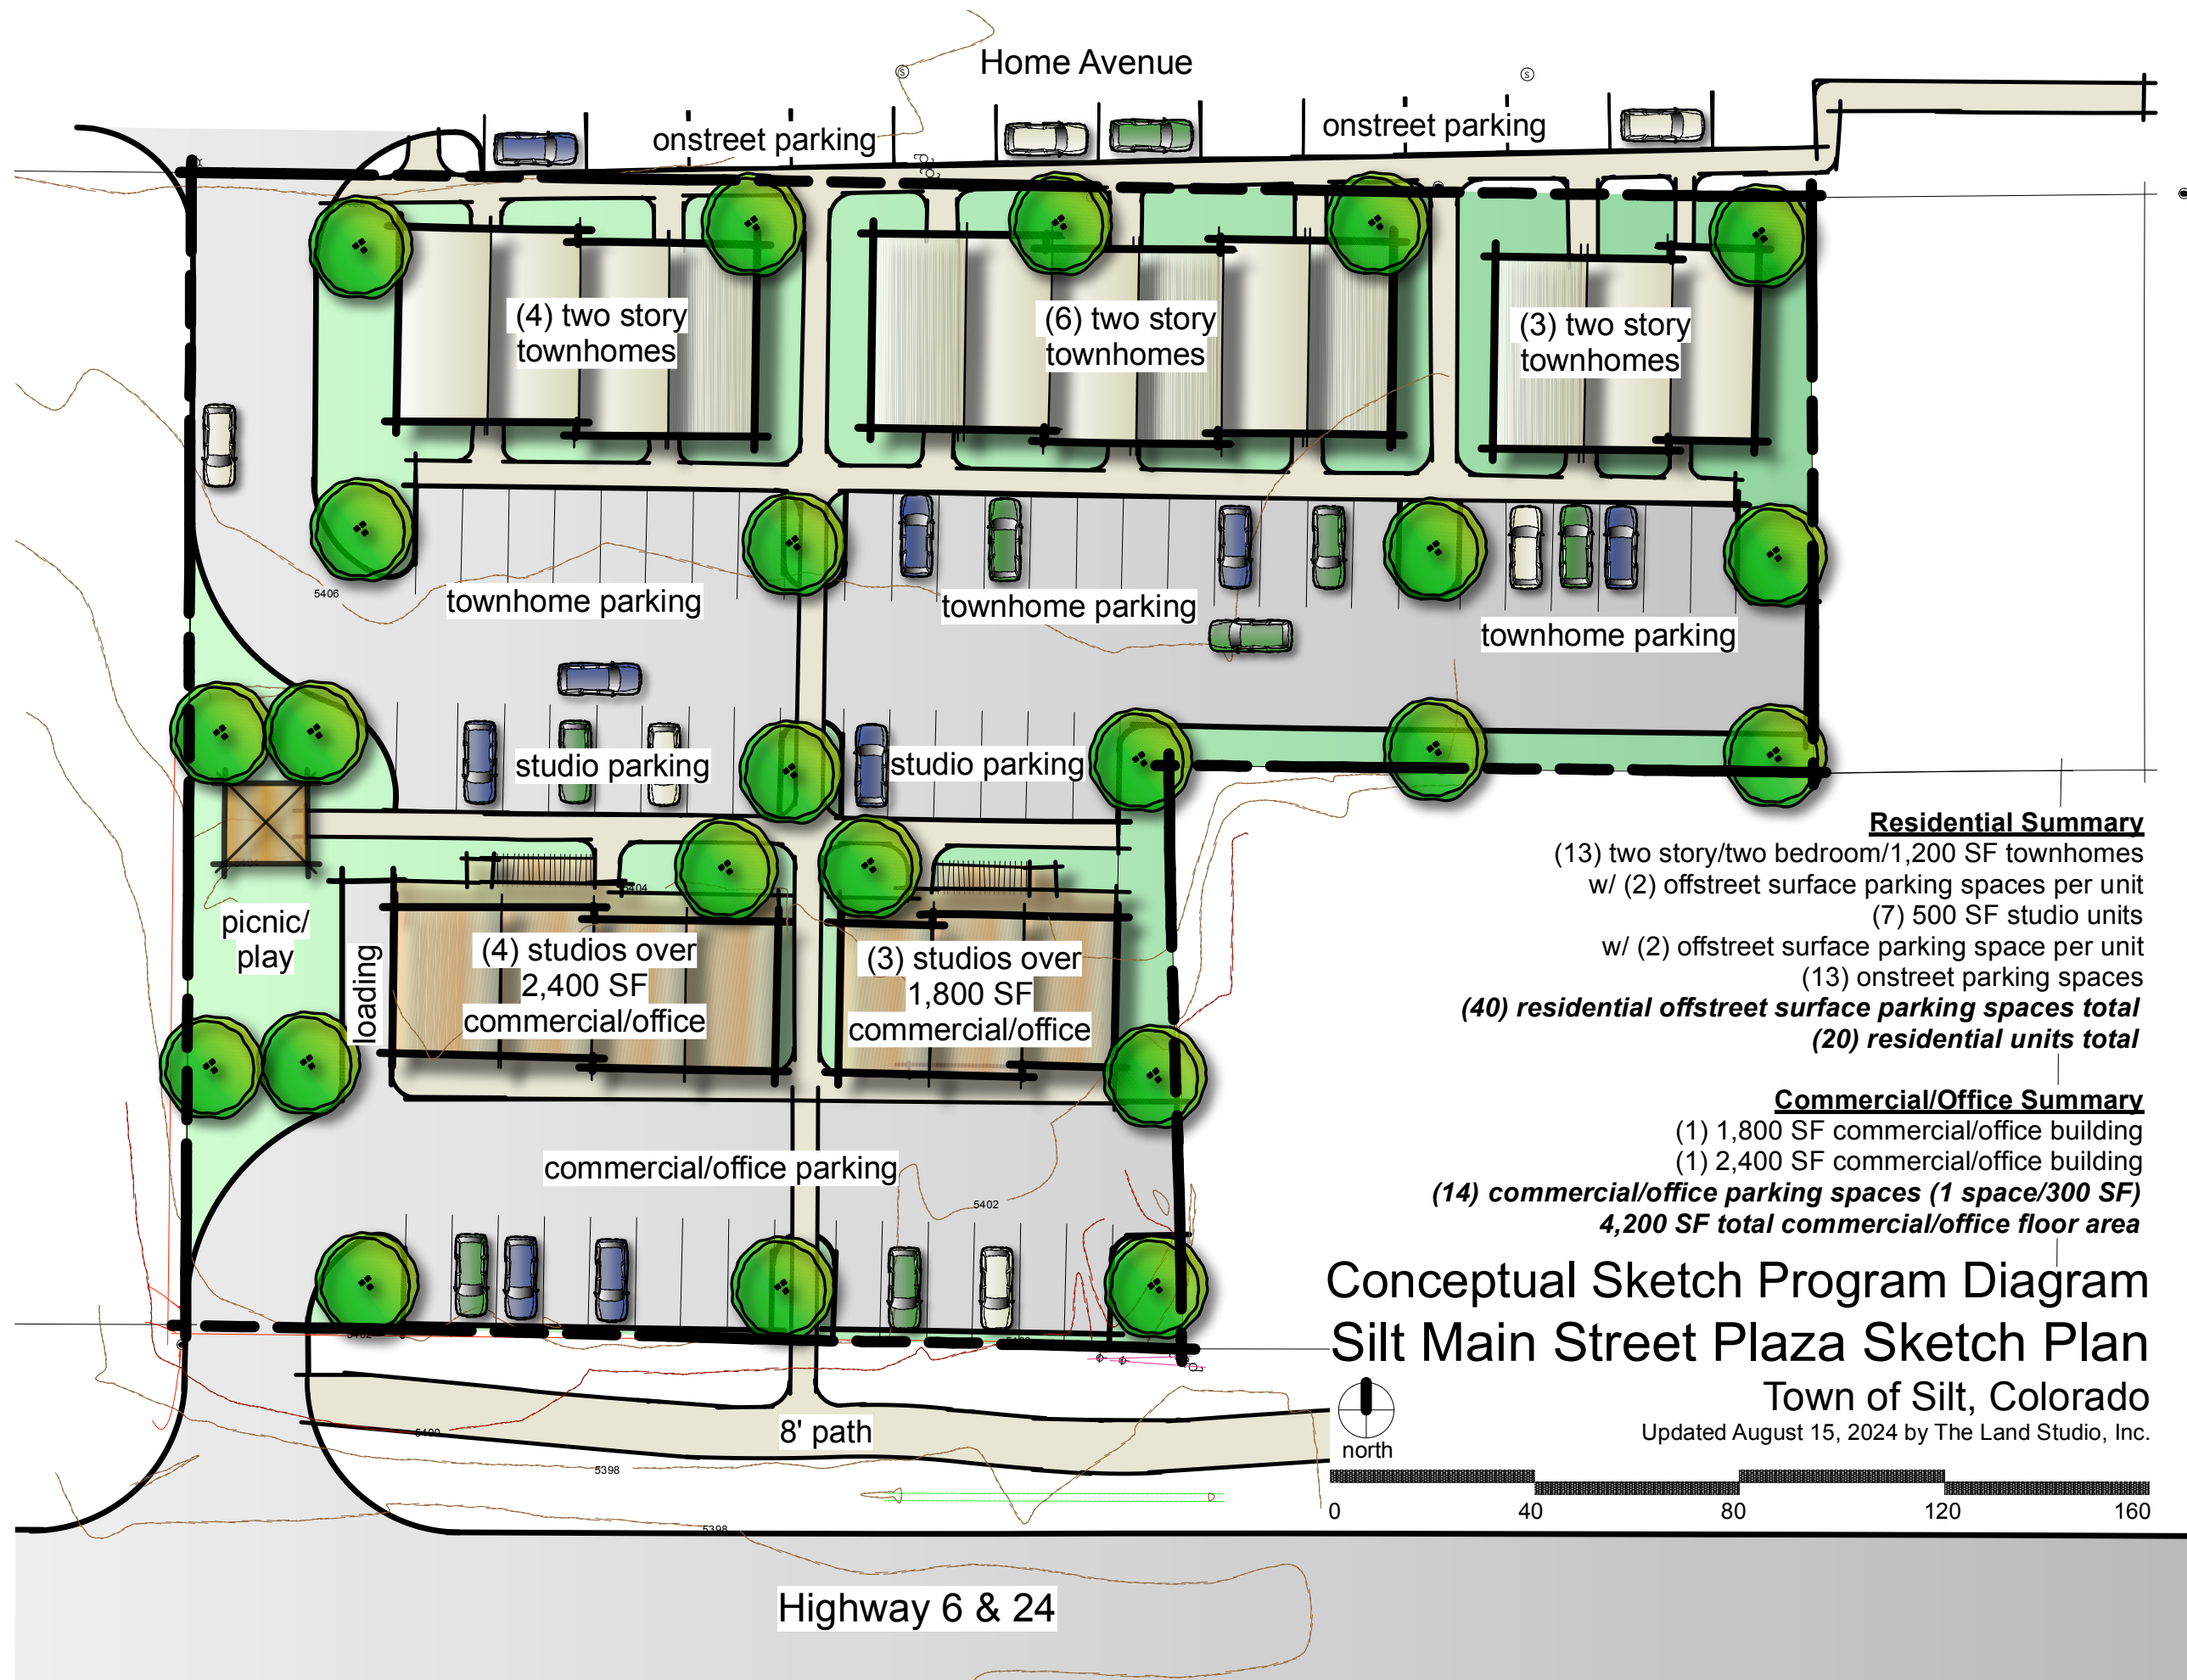 Home Avenue
onstreet parking
onstreet parking
(4) two story
townhomes
(6) two story
townhomes
(3) two story
townhomes
5406
townhome parking
townhome parking
townhome parking
studio parking
studio parking
picnic/
play
loading
5404
(4) studios over
2,400 SF
commercial/office
(3) studios over
1,800 SF
commercial/office
Residential Summary
(13) two story/two bedroom/1,200 SF townhomes
w/ (2) offstreet surface parking spaces per unit
(7) 500 SF studio units
w/ (2) offstreet surface parking space per unit
(13) onstreet parking spaces
(40) residential offstreet surface parking spaces total
(20) residential units total
Commercial/Office Summary
(1) 1,800 SF commercial/office building
(1) 2,400 SF commercial/office building
(14) commercial/office parking spaces (1 space/300 SF)
4,200 SF total commercial/office floor area
commercial/office parking
5402
5402
Conceptual Sketch Program Diagram
Silt Main Street Plaza Sketch Plan
Town of Silt, Colorado
Updated August 15, 2024 by The Land Studio, Inc.
north
0 40 80 120 160
8' path
5400
5398
5398
Highway 6 & 24